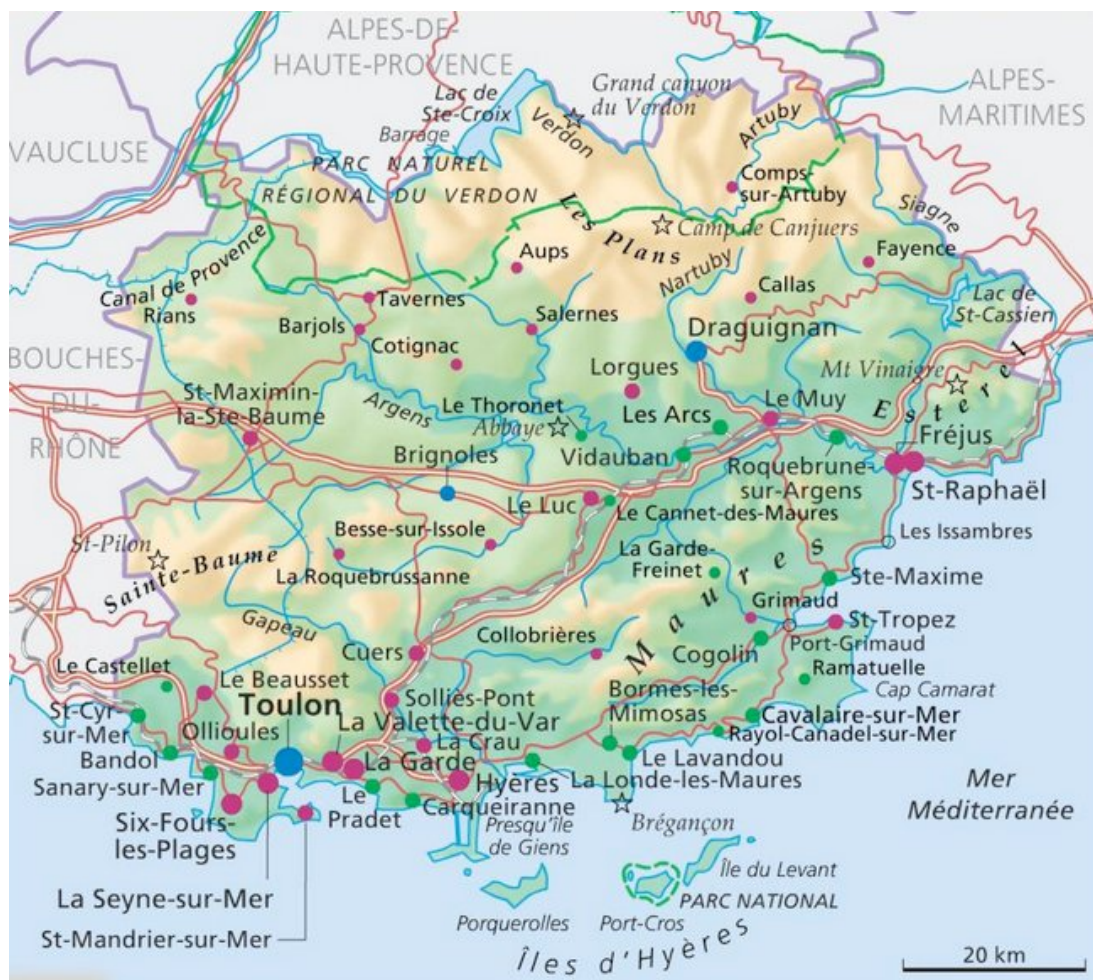 ALPES-DE-
HAUTE-PROVENCE
Grand canyon
du Verdon
ALPES-
MARITIMES
Lac de
Ste-Croix
Barrage
Verdon
Artuby
VAUCLUSE
PARC NATUREL
RÉGIONAL DU VERDON
Comps-
sur-Artuby
Les Plans
Siagne
Camp de Canjuers
Canal de Provence
Aups
Fayence
Nartuby
Rians
Tavernes
Callas
Lac de
St-Cassien
Barjols
Salernes
Draguignan
BOUCHES-
DU-
RHÔNE
Cotignac
Mt Vinaigre
Lorgues
Esterel
St-Maximin-
la-Ste-Baume
Argens
Le Thoronet
Abbaye
Les Arcs
Le Muy
Fréjus
Brignoles
Vidauban
Roquebrune-
sur-Argens
St-Raphaël
Le Luc
Le Cannet-des-Maures
Besse-sur-Issole
Les Issambres
St-Pilon
Sainte-Baume
La Roquebrussanne
La Garde-
Freinet
Maures
Ste-Maxime
Gapeau
Grimaud
St-Tropez
Collobrières
Port-Grimaud
Cuers
Cogolin
Ramatuelle
Le Castellet
Le Beausset
Toulon
Solliès-Pont
Bormes-les-
Mimosas
Cap Camarat
St-Cyr-
sur-Mer
Ollioules
La Valette-du-Var
Cavalaire-sur-Mer
Rayol-Canadel-sur-Mer
Bandol
La Crau
Le Lavandou
La Garde
Sanary-sur-Mer
Hyères
La Londe-les-Maures
Mer
Méditerranée
Le
Pradet
Carqueiranne
Six-Fours-
les-Plages
Presqu'île
de Giens
Brégançon
La Seyne-sur-Mer
Île du Levant
PARC NATIONAL
St-Mandrier-sur-Mer
Porquerolles
Port-Cros
Îles d'Hyères
20 km